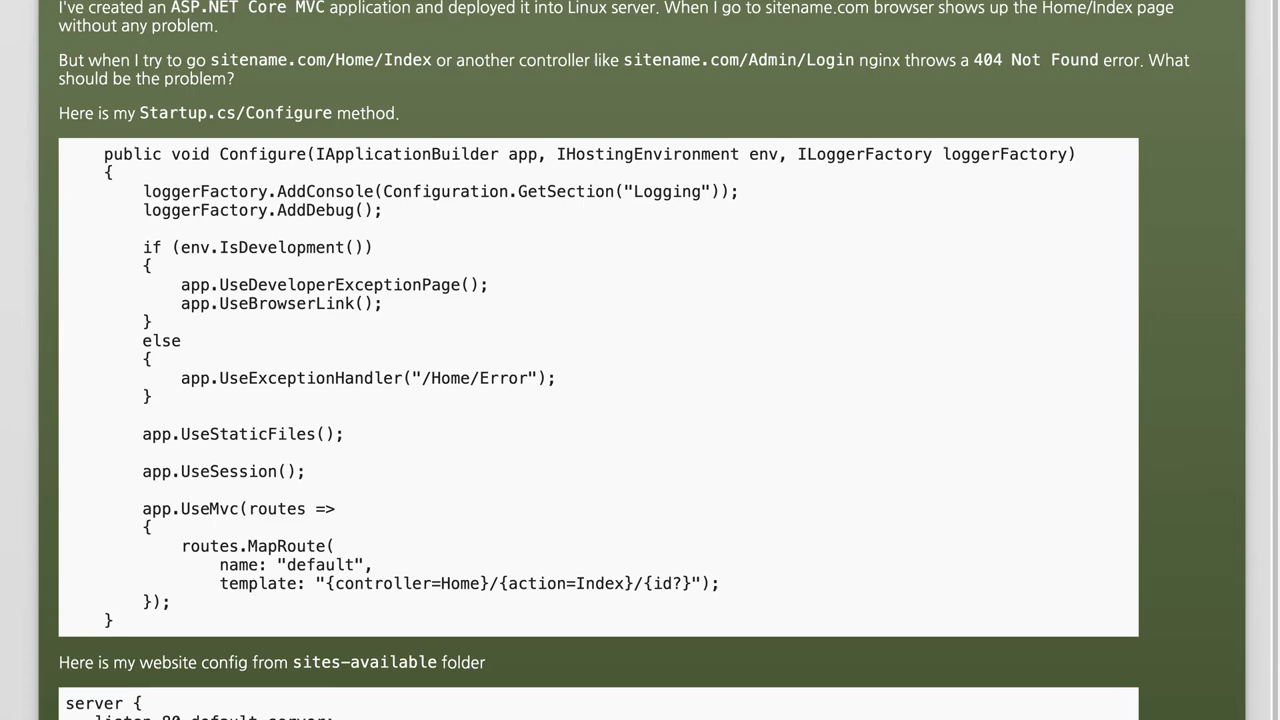 I've created an ASP.NET Core MVC application and deployed it into Linux server. When I go to sitename.com browser shows up the Home/Index page
without any problem.
But when I try to go sitename.com/Home/Index or another controller like sitename.com/Admin/Login nginx throws a 404 Not Found error. What
should be the problem?
Here is my Startup.cs/Configure method.
public void Configure(IApplicationBuilder app, IHostingEnvironment env, ILoggerFactory loggerFactory)
{
loggerFactory.AddConsole(Configuration.GetSection("Logging"));
loggerFactory.AddDebug();
if (env.IsDevelopment())
{
app.UseDeveloperExceptionPage();
app.UseBrowserLink();
}
else
{
app.UseExceptionHandler("/Home/Error");
}
app.UseStaticFiles();
app.UseSession();
app.UseMvc(routes =>
{
routes.MapRoute(
name: "default",
template: "{controller=Home}/{action=Index}/{id?}");
});
}
Here is my website config from sites-available folder
server {
listen 80 default_server;